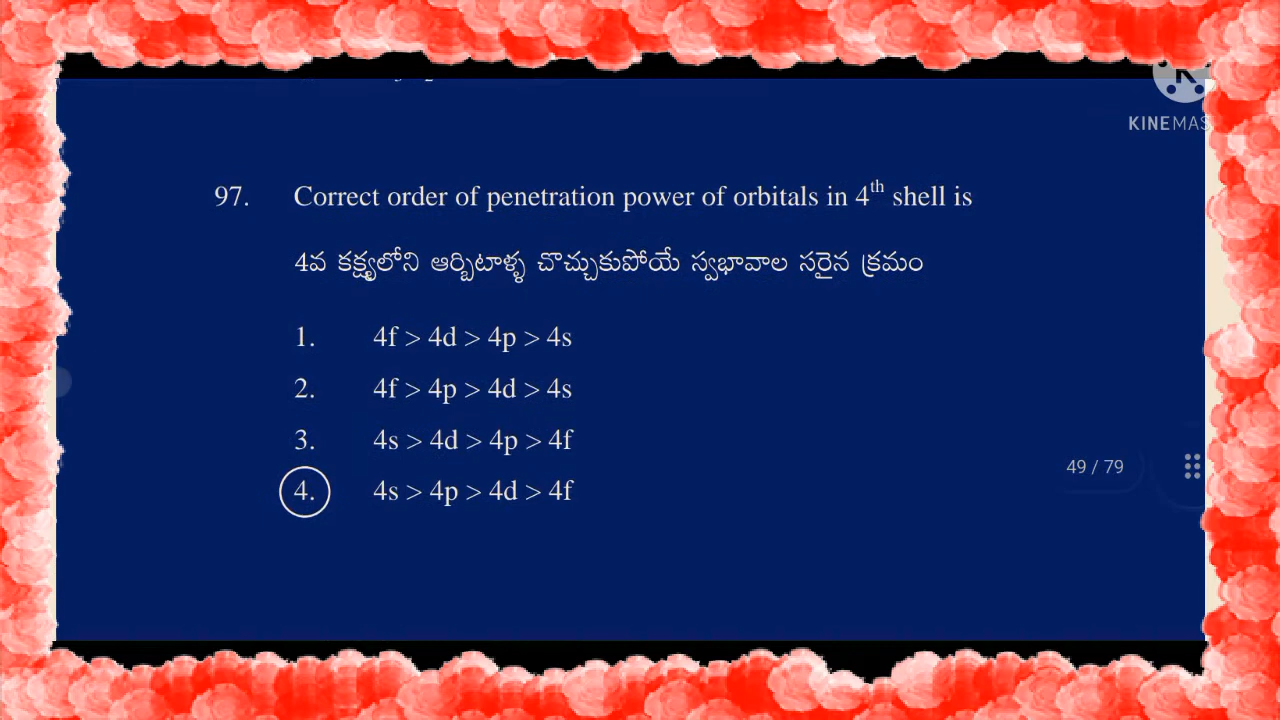 KINEMAS
97. Correct order of penetration power of orbitals in 4th shell is
4వ కక్ష్యలోని ఆర్బిటాళ్ళ చొచ్చుకుపోయే స్వభావాల సరైన క్రమం
1. 4f > 4d > 4p > 4s
2. 4f > 4p > 4d > 4s
3. 4s > 4d > 4p > 4f
49 / 79
4. 4s > 4p > 4d > 4f